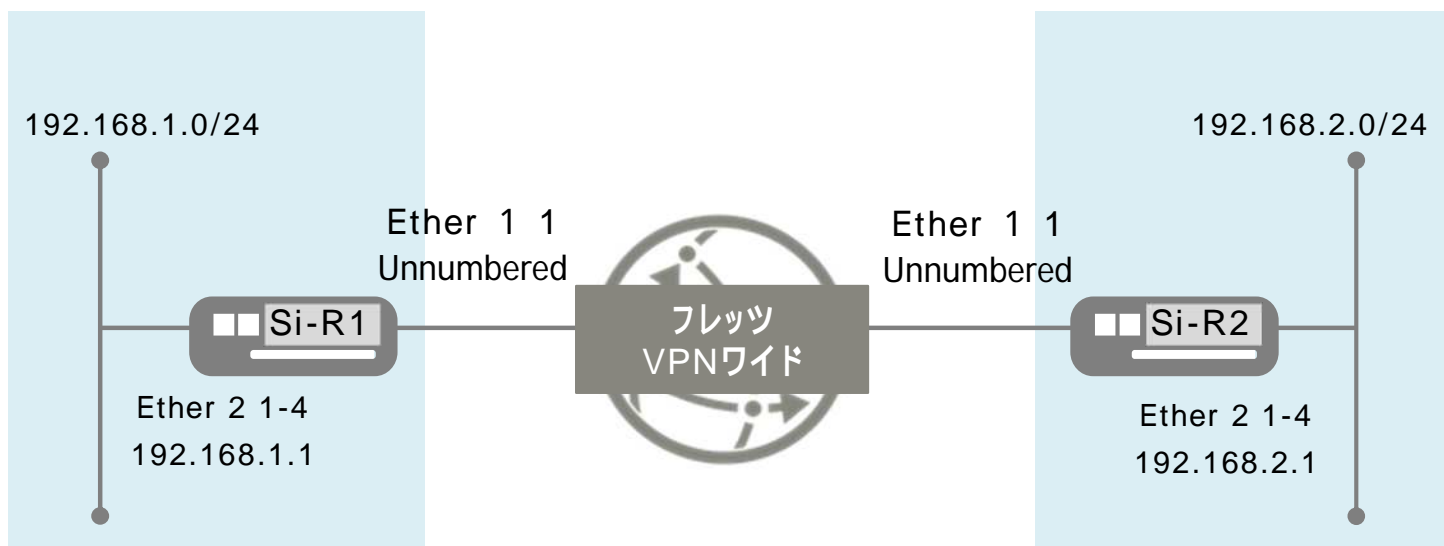 192.168.1.0/24
192.168.2.0/24
Ether 1 1
Unnumbered
Ether 1 1
Unnumbered
Si-R1
フレッツ
VPNワイド
Si-R2
Ether 2 1-4
192.168.1.1
Ether 2 1-4
192.168.2.1